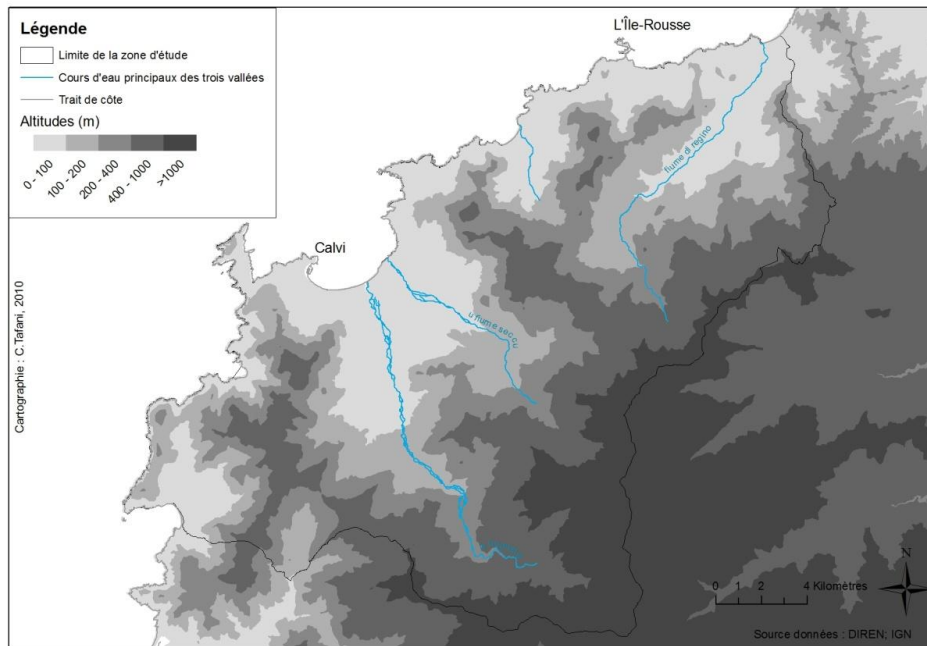 Légende
Limite de la zone d'étude
Cours d'eau principaux des trois vallées
Trait de côte
Altitudes (m)
0 - 100
100 - 200
200 - 400
400 - 1000
>1000
L'Île-Rousse
fiume di regino
Calvi
u fiume seccu
Cartographie : C.Tafani, 2010
N
0 1 2 4 Kilomètres
Source données : DIREN; IGN